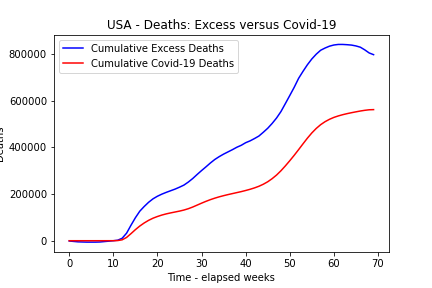 USA - Deaths: Excess versus Covid-19
Cumulative Excess Deaths
Cumulative Covid-19 Deaths
800000
600000
400000
200000
0
Deaths
0 10 20 30 40 50 60 70
Time - elapsed weeks